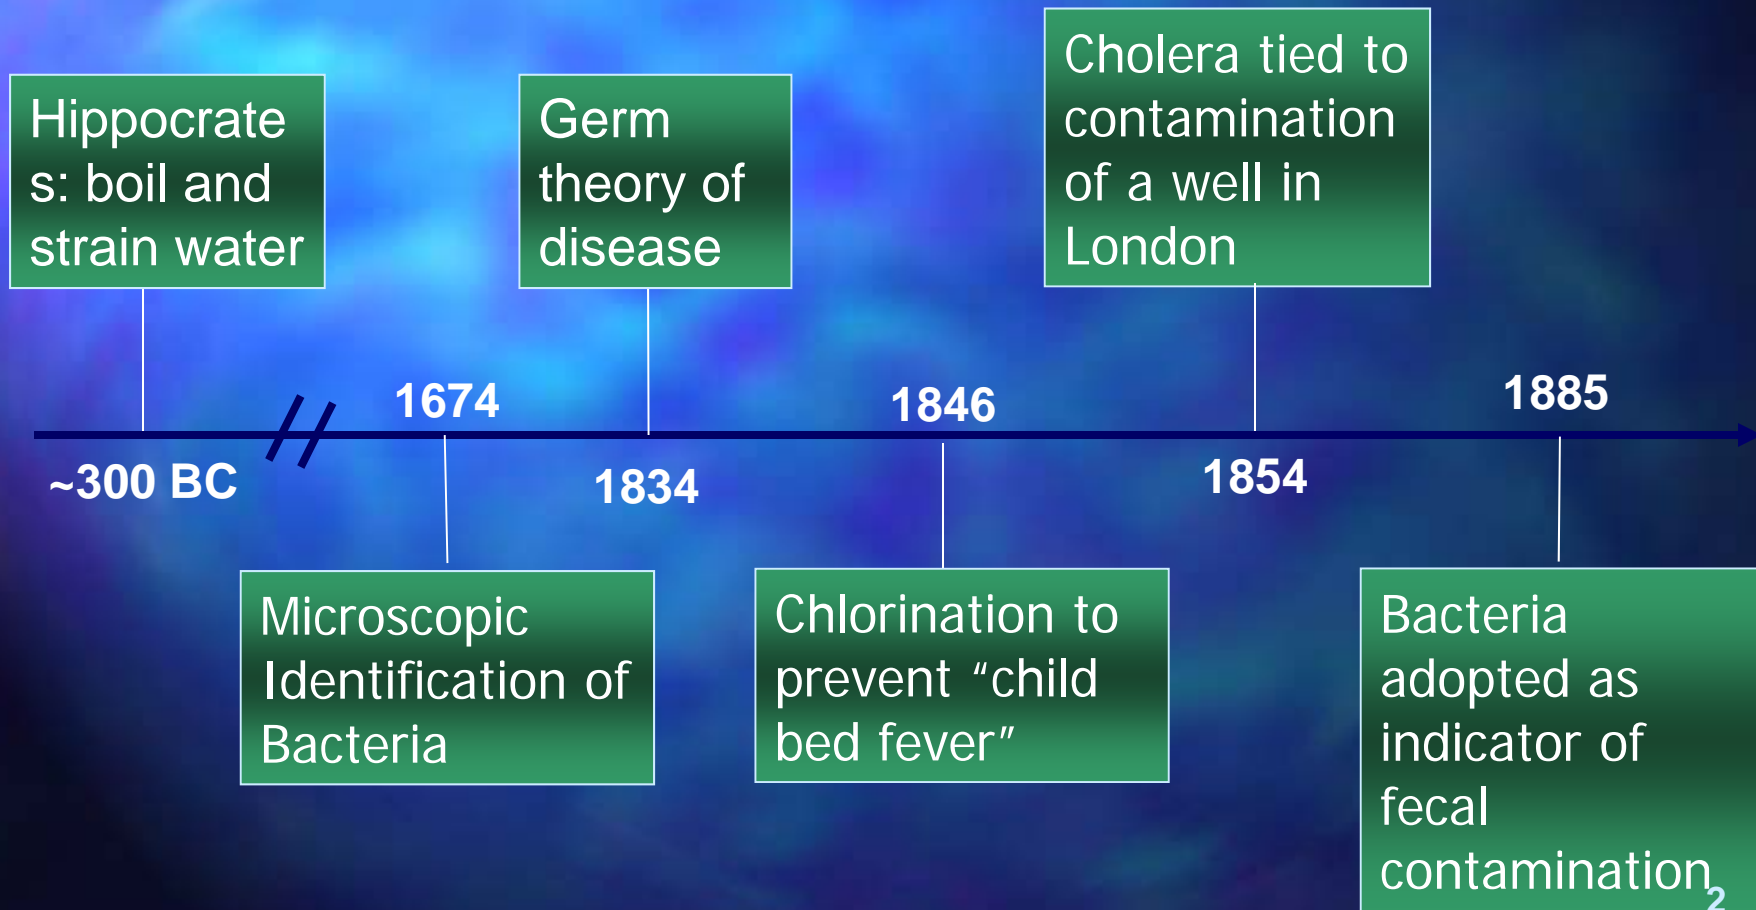 Hippocrate
s: boil and
strain water
Germ
theory of
disease
Cholera tied to
contamination
of a well in
London
1674
1846
1885
~300 BC
1834
1854
Microscopic
Identification of
Bacteria
Chlorination to
prevent “child
bed fever”
Bacteria
adopted as
indicator of
fecal
contamination
2